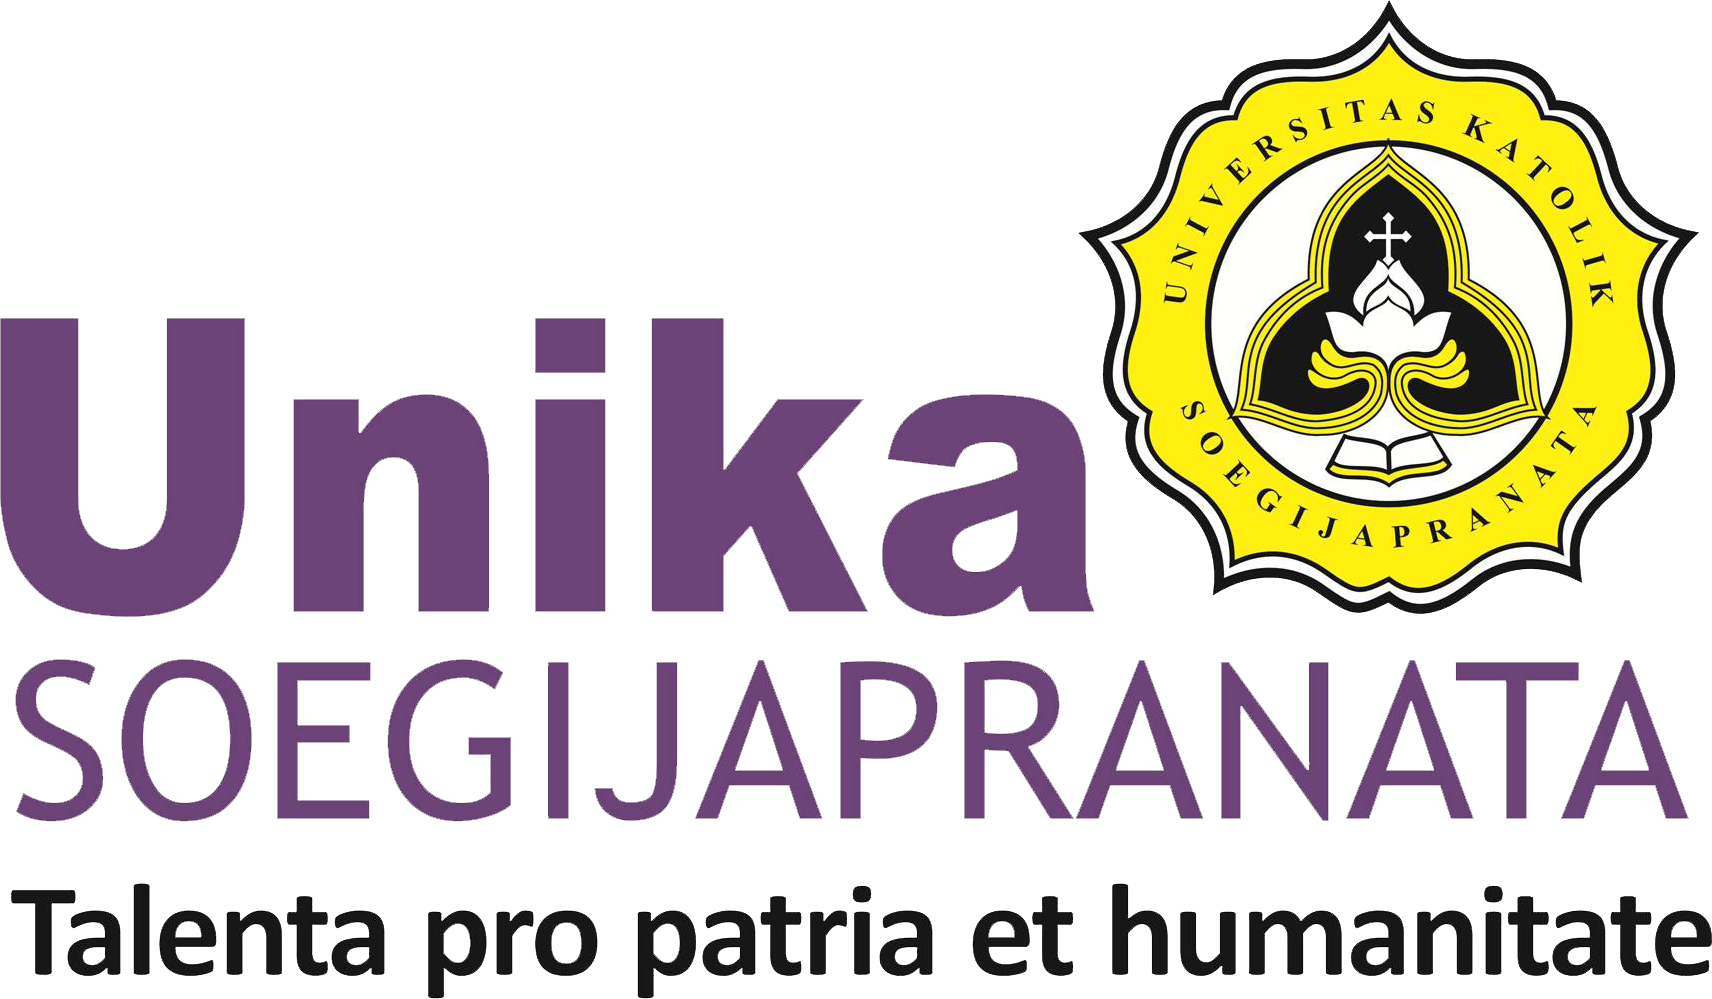 UNIVERSITAS KATOLIK
SOEGIJAPRANATA
Unika
SOEGIJAPRANATA
Talenta pro patria et humanitate